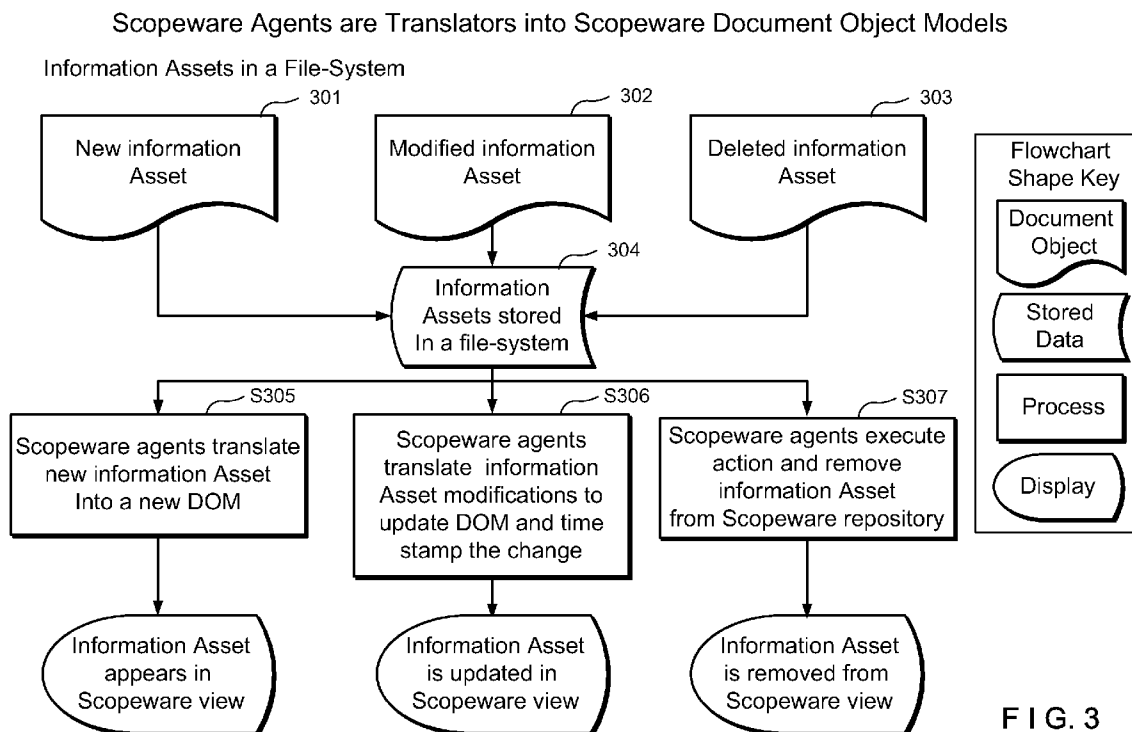 Scopeware Agents are Translators into Scopeware Document Object Models
Information Assets in a File-System
301
302
303
New information
Asset
Modified information
Asset
Deleted information
Asset
304
Information
Assets stored
In a file-system
S305
S306
S307
Scopeware agents translate
new information Asset
Into a new DOM
Scopeware agents
translate information
Asset modifications to
update DOM and time
stamp the change
Scopeware agents execute
action and remove
information Asset
from Scopeware repository
Information Asset
appears in
Scopeware view
Information Asset
is updated in
Scopeware view
Information Asset
is removed from
Scopeware view
Flowchart
Shape Key
Document
Object
Stored
Data
Process
Display
F I G. 3